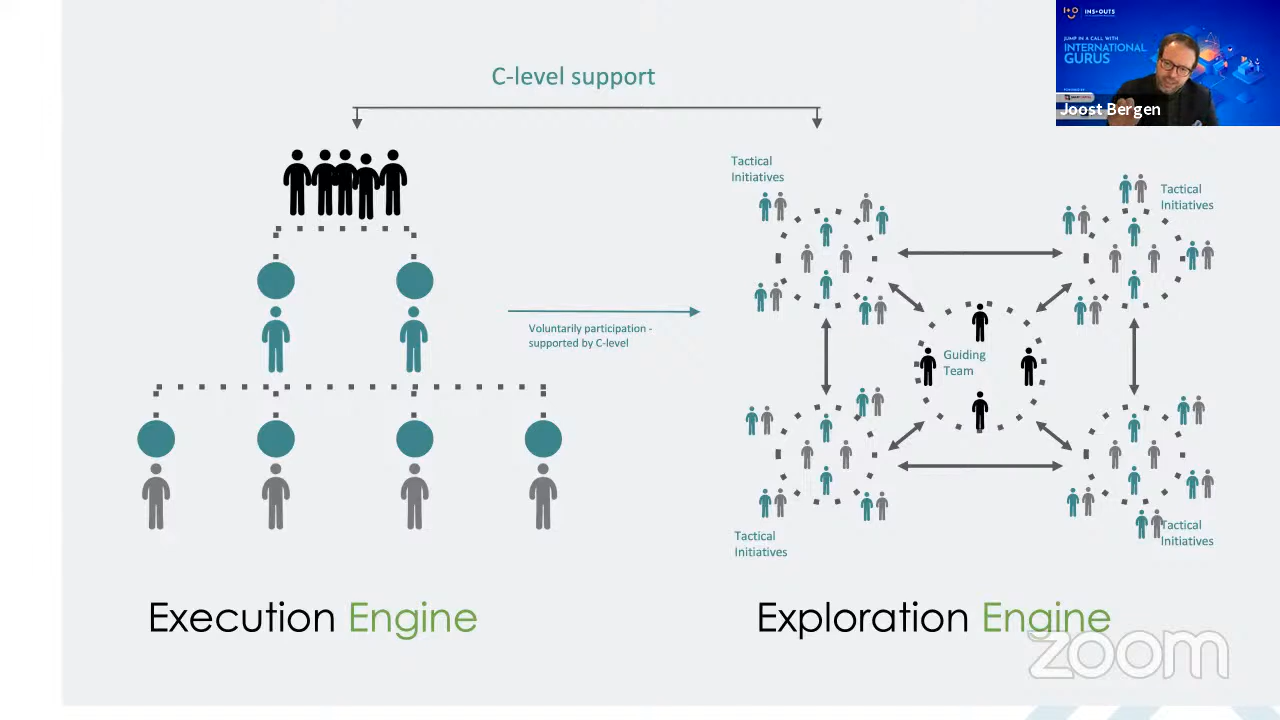 C-level support
INS+OUTS
JUMP IN A CALL WITH
INTERNATIONAL
GURUS
Joost Bergen
Tactical
Initiatives
Tactical
Initiatives
Voluntarily participation -
supported by C-level
Guiding
Team
Tactical
Initiatives
Tactical
Initiatives
Execution Engine
Exploration Engine
zoom